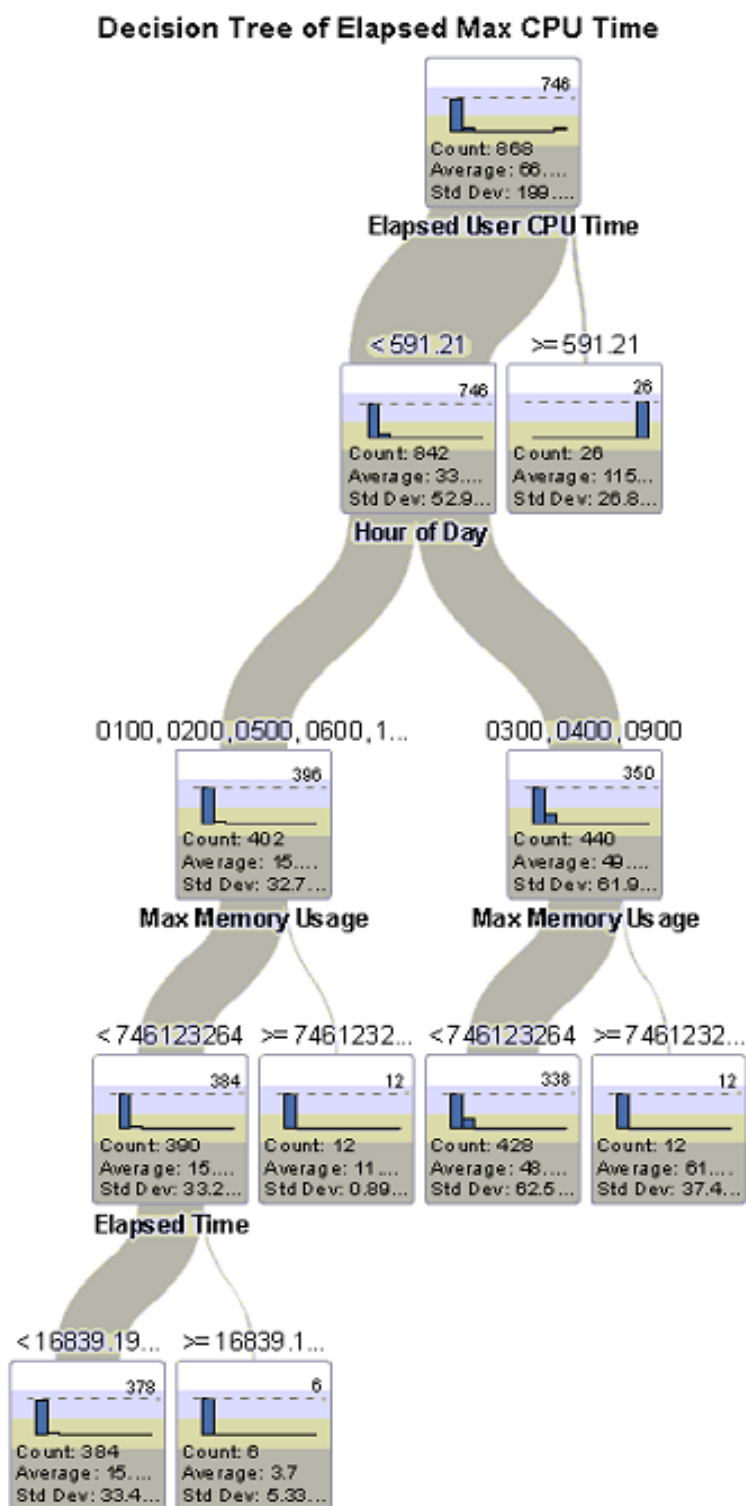 Decision Tree of Elapsed Max CPU Time
746
Count: 868
Average: 66....
Std Dev: 199....
Elapsed User CPU Time
< 591.21
>= 591.21
746
Count: 842
Average: 33....
Std Dev: 52.9...
26
Count: 26
Average: 115...
Std Dev: 26.8...
Hour of Day
0100, 0200, 0500, 0600, 1...
0300, 0400, 0900
396
Count: 402
Average: 15....
Std Dev: 32.7...
350
Count: 440
Average: 49....
Std Dev: 61.9...
Max Memory Usage
Max Memory Usage
<746123264
>=7461232...
<746123264
>=7461232...
384
Count: 390
Average: 15....
Std Dev: 33.2...
12
Count: 12
Average: 11....
Std Dev: 0.89...
338
Count: 428
Average: 48....
Std Dev: 62.5...
12
Count: 12
Average: 61....
Std Dev: 37.4...
Elapsed Time
< 16839.19...
>= 16839.1...
378
Count: 384
Average: 15....
Std Dev: 33.4...
6
Count: 6
Average: 3.7
Std Dev: 5.33...